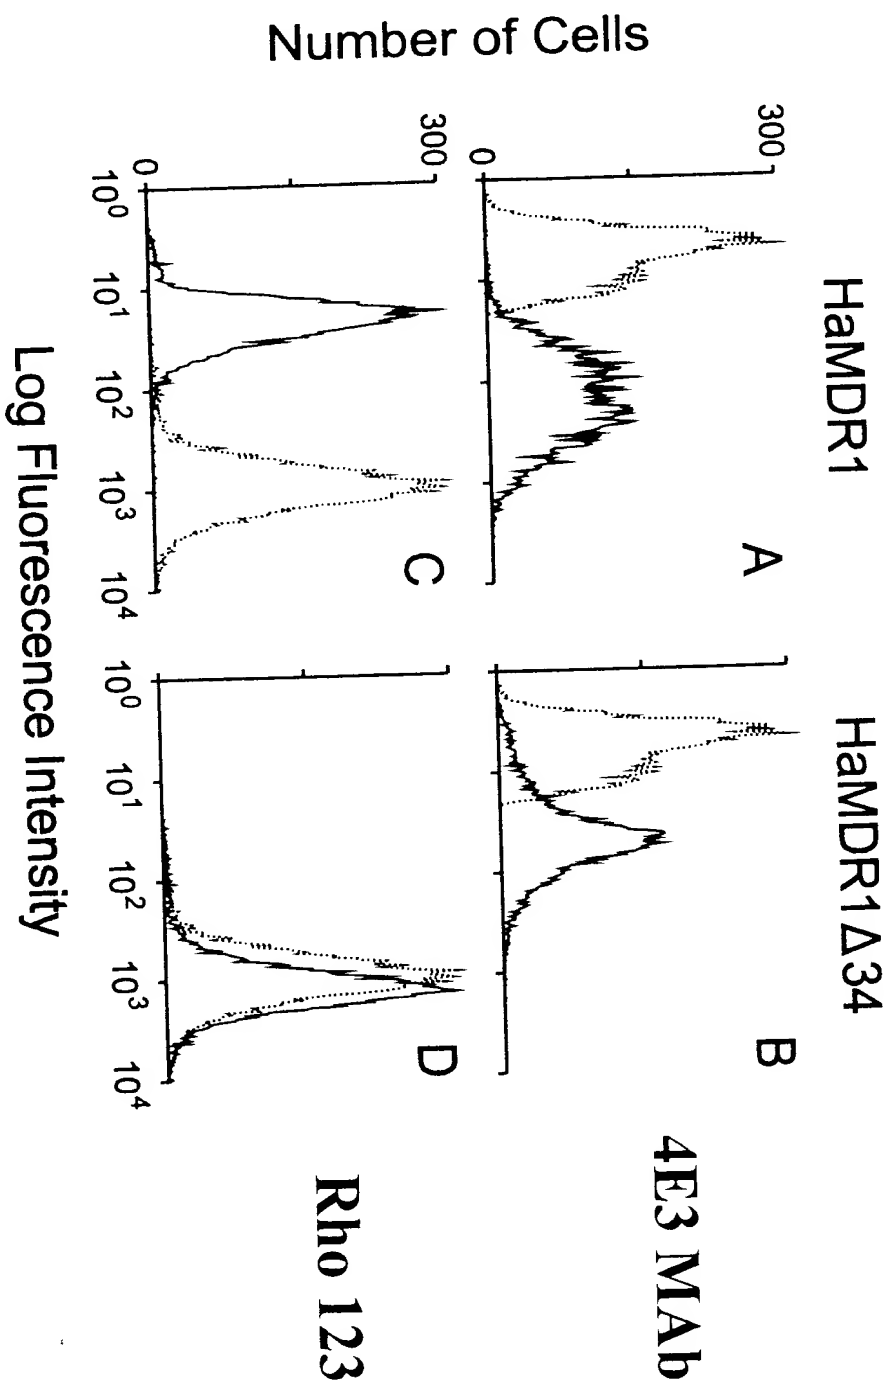 HaMDR1
HaMDR1Δ34
Number of Cells
300
0
A
B
4E3 MAb
300
0
C
D
Rho 123
10⁰ 10¹ 10² 10³ 10⁴
10⁰ 10¹ 10² 10³ 10⁴
Log Fluorescence Intensity